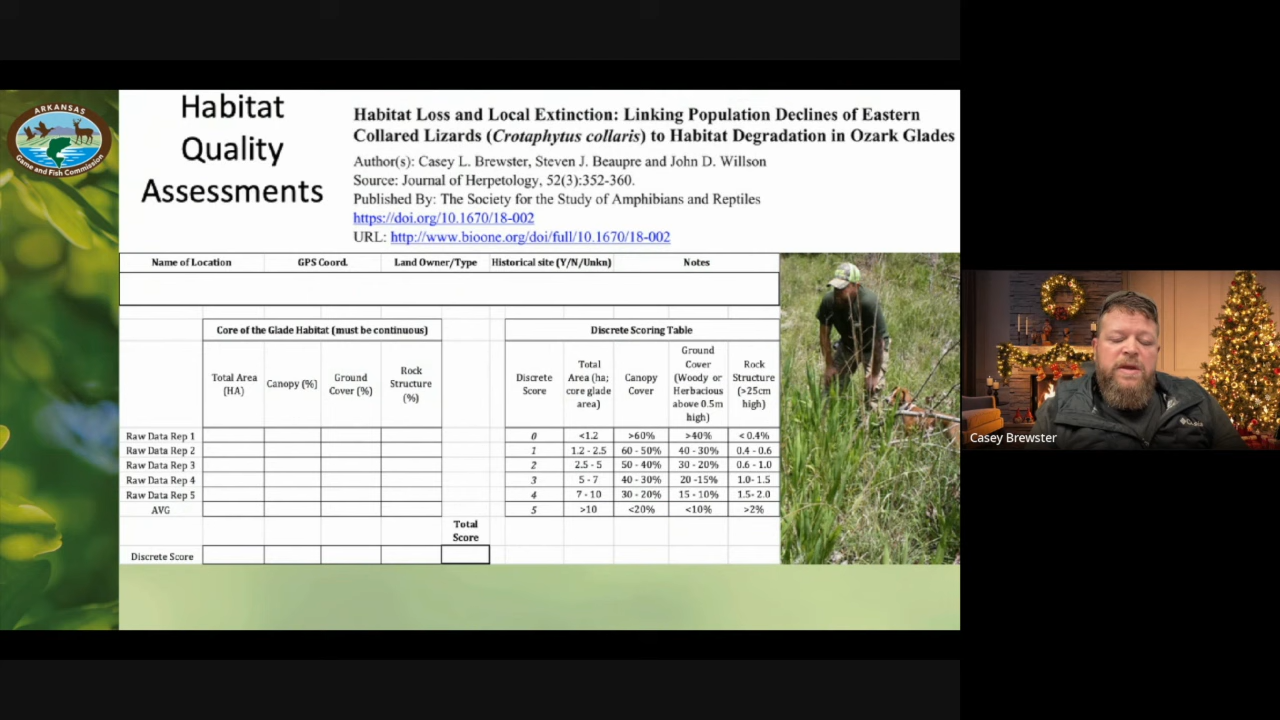 ARKANSAS
Game and Fish Commission
Habitat
Quality
Assessments
Habitat Loss and Local Extinction: Linking Population Declines of Eastern
Collared Lizards (Crotaphytus collaris) to Habitat Degradation in Ozark Glades
Author(s): Casey L. Brewster, Steven J. Beaupre and John D. Willson
Source: Journal of Herpetology, 52(3):352-360.
Published By: The Society for the Study of Amphibians and Reptiles
https://doi.org/10.1670/18-002
URL: http://www.bioone.org/doi/full/10.1670/18-002
Name of Location GPS Coord. Land Owner/Type Historical site (Y/N/Unkn) Notes
Core of the Glade Habitat (must be continuous)
Total Area
(HA)
Canopy (%)
Ground
Cover (%)
Rock
Structure
(%)
Raw Data Rep 1
Raw Data Rep 2
Raw Data Rep 3
Raw Data Rep 4
Raw Data Rep 5
AVG
Total
Score
Discrete Score
Discrete Scoring Table
Discrete
Score
Total
Area (ha;
core glade
area)
Canopy
Cover
Ground
Cover
(Woody or
Herbacious
above 0.5m
high)
Rock
Structure
(>25cm
high)
0 <1.2 >60% >40% < 0.4%
1 1.2 - 2.5 60 - 50% 40 - 30% 0.4 - 0.6
2 2.5 - 5 50 - 40% 30 - 20% 0.6 - 1.0
3 5 - 7 40 - 30% 20 -15% 1.0- 1.5
4 7 - 10 30 - 20% 15 - 10% 1.5- 2.0
5 >10 <20% <10% >2%
Casey Brewster